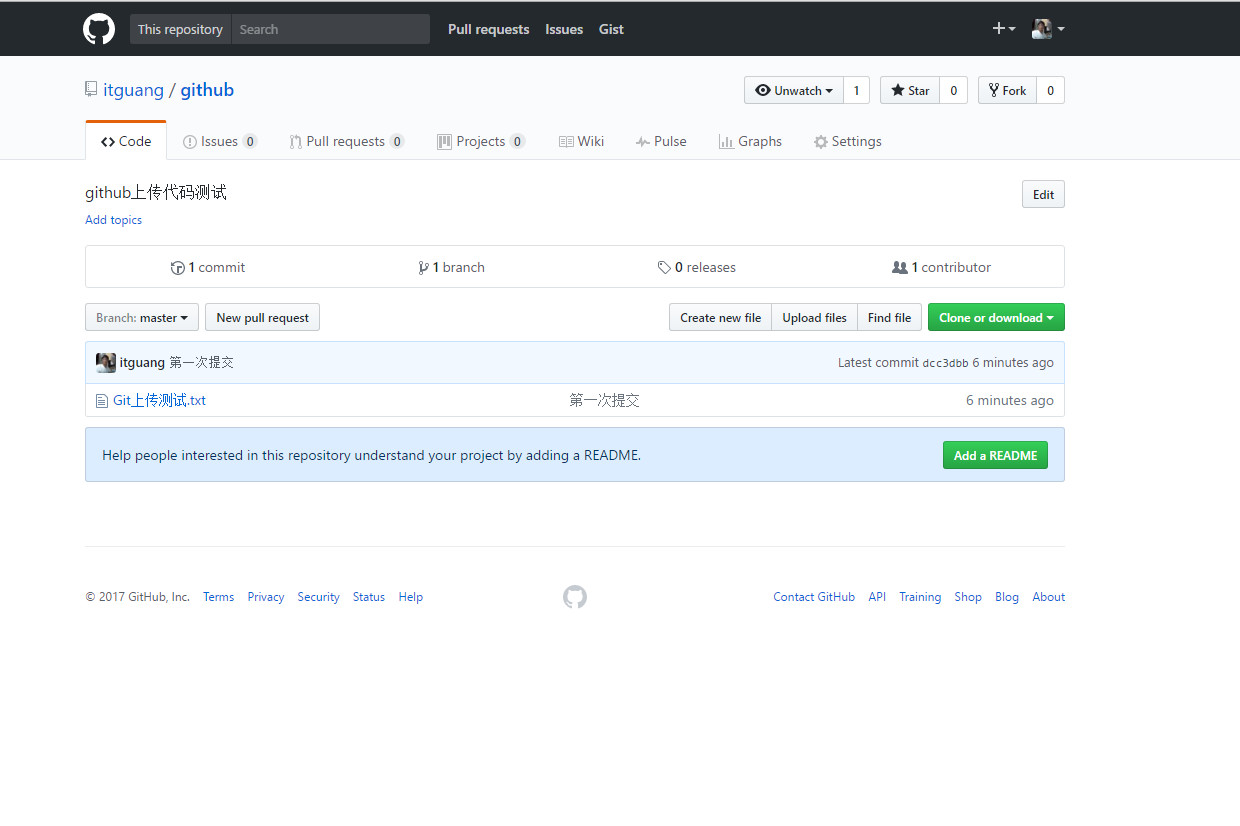 This repository Search Pull requests Issues Gist
itguang / github Unwatch 1 Star 0 Fork 0
Code Issues 0 Pull requests 0 Projects 0 Wiki Pulse Graphs Settings
github上传代码测试 Edit
Add topics
1 commit 1 branch 0 releases 1 contributor
Branch: master New pull request Create new file Upload files Find file Clone or download
itguang 第一次提交 Latest commit dcc3dbb 6 minutes ago
Git上传测试.txt 第一次提交 6 minutes ago
Help people interested in this repository understand your project by adding a README. Add a README
© 2017 GitHub, Inc. Terms Privacy Security Status Help Contact GitHub API Training Shop Blog About